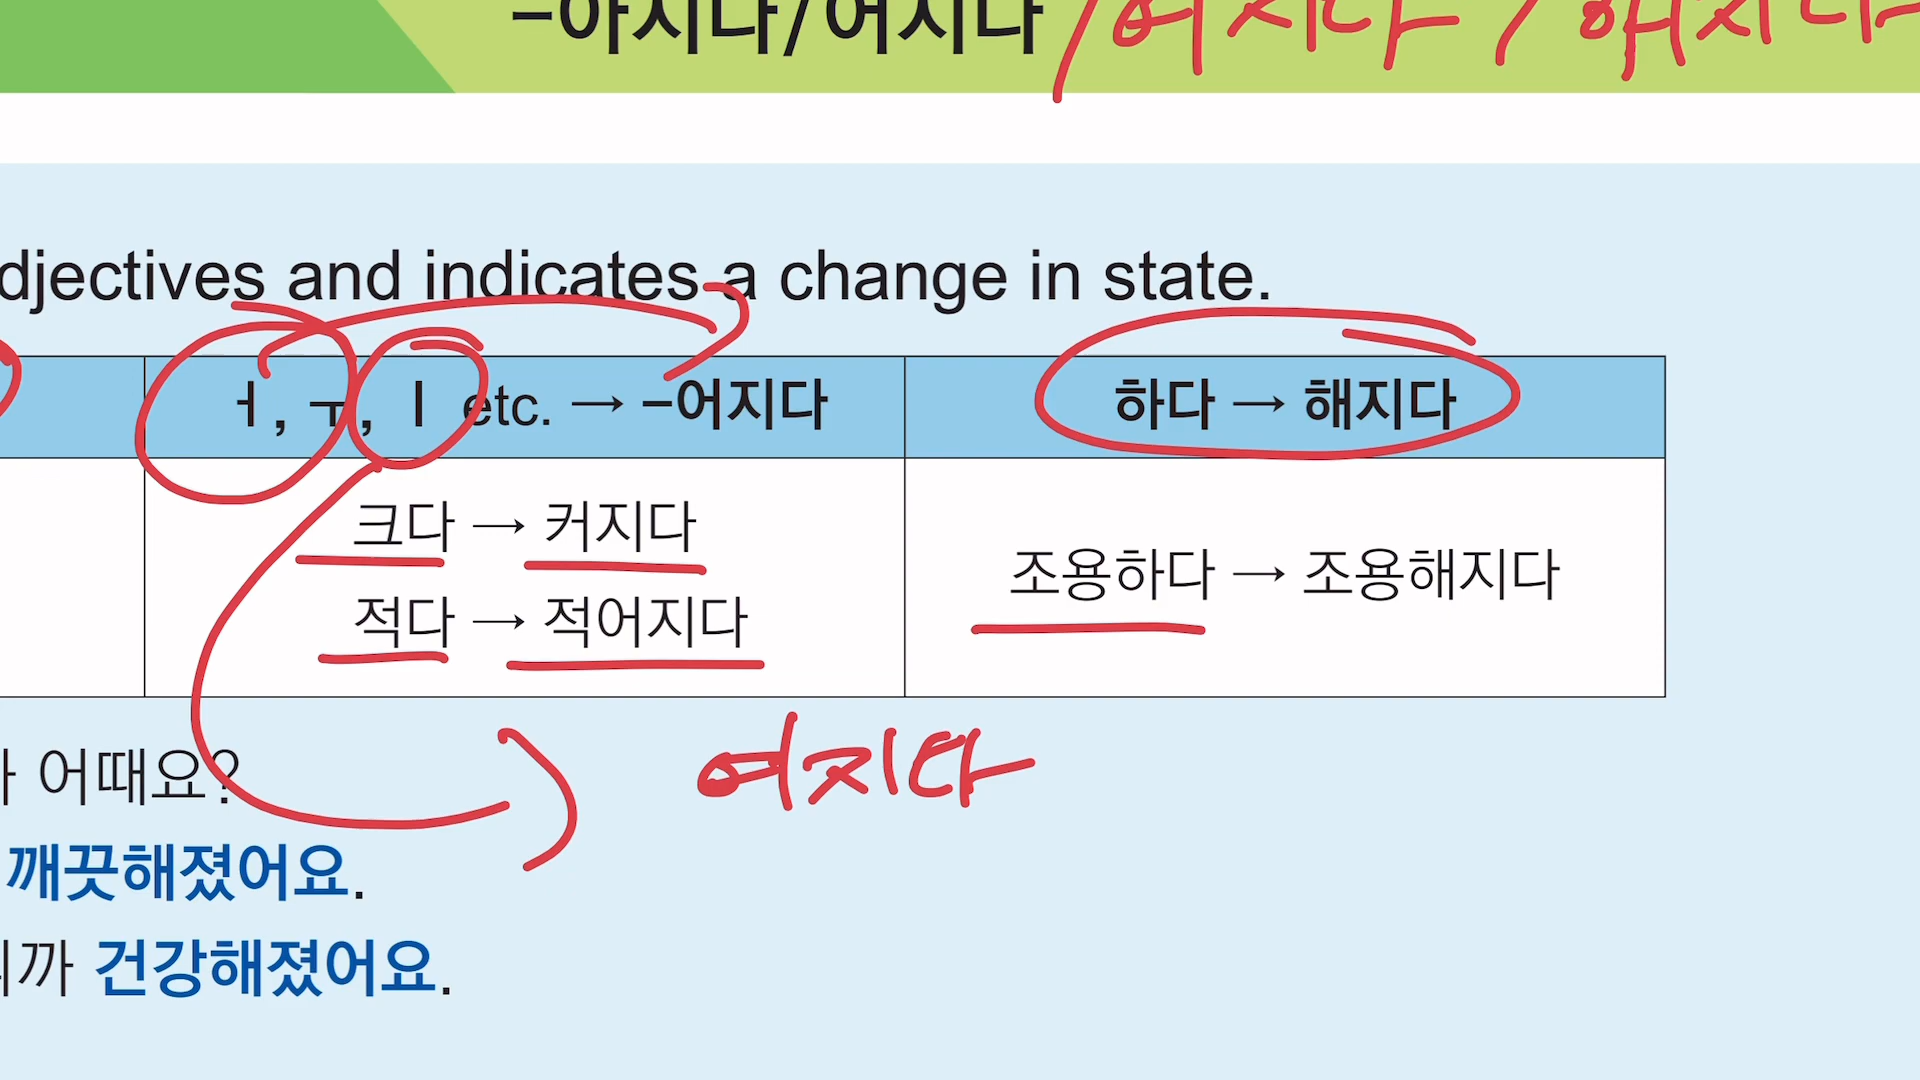 -아지다/어지다/어지다/해지다
djectives and indicates a change in state.
ㅓ, ㅜ, ㅣ etc. → -어지다
하다 → 해지다
크다 → 커지다
적다 → 적어지다
조용하다 → 조용해지다
어지다
어때요?
깨끗해졌어요.
니까 건강해졌어요.